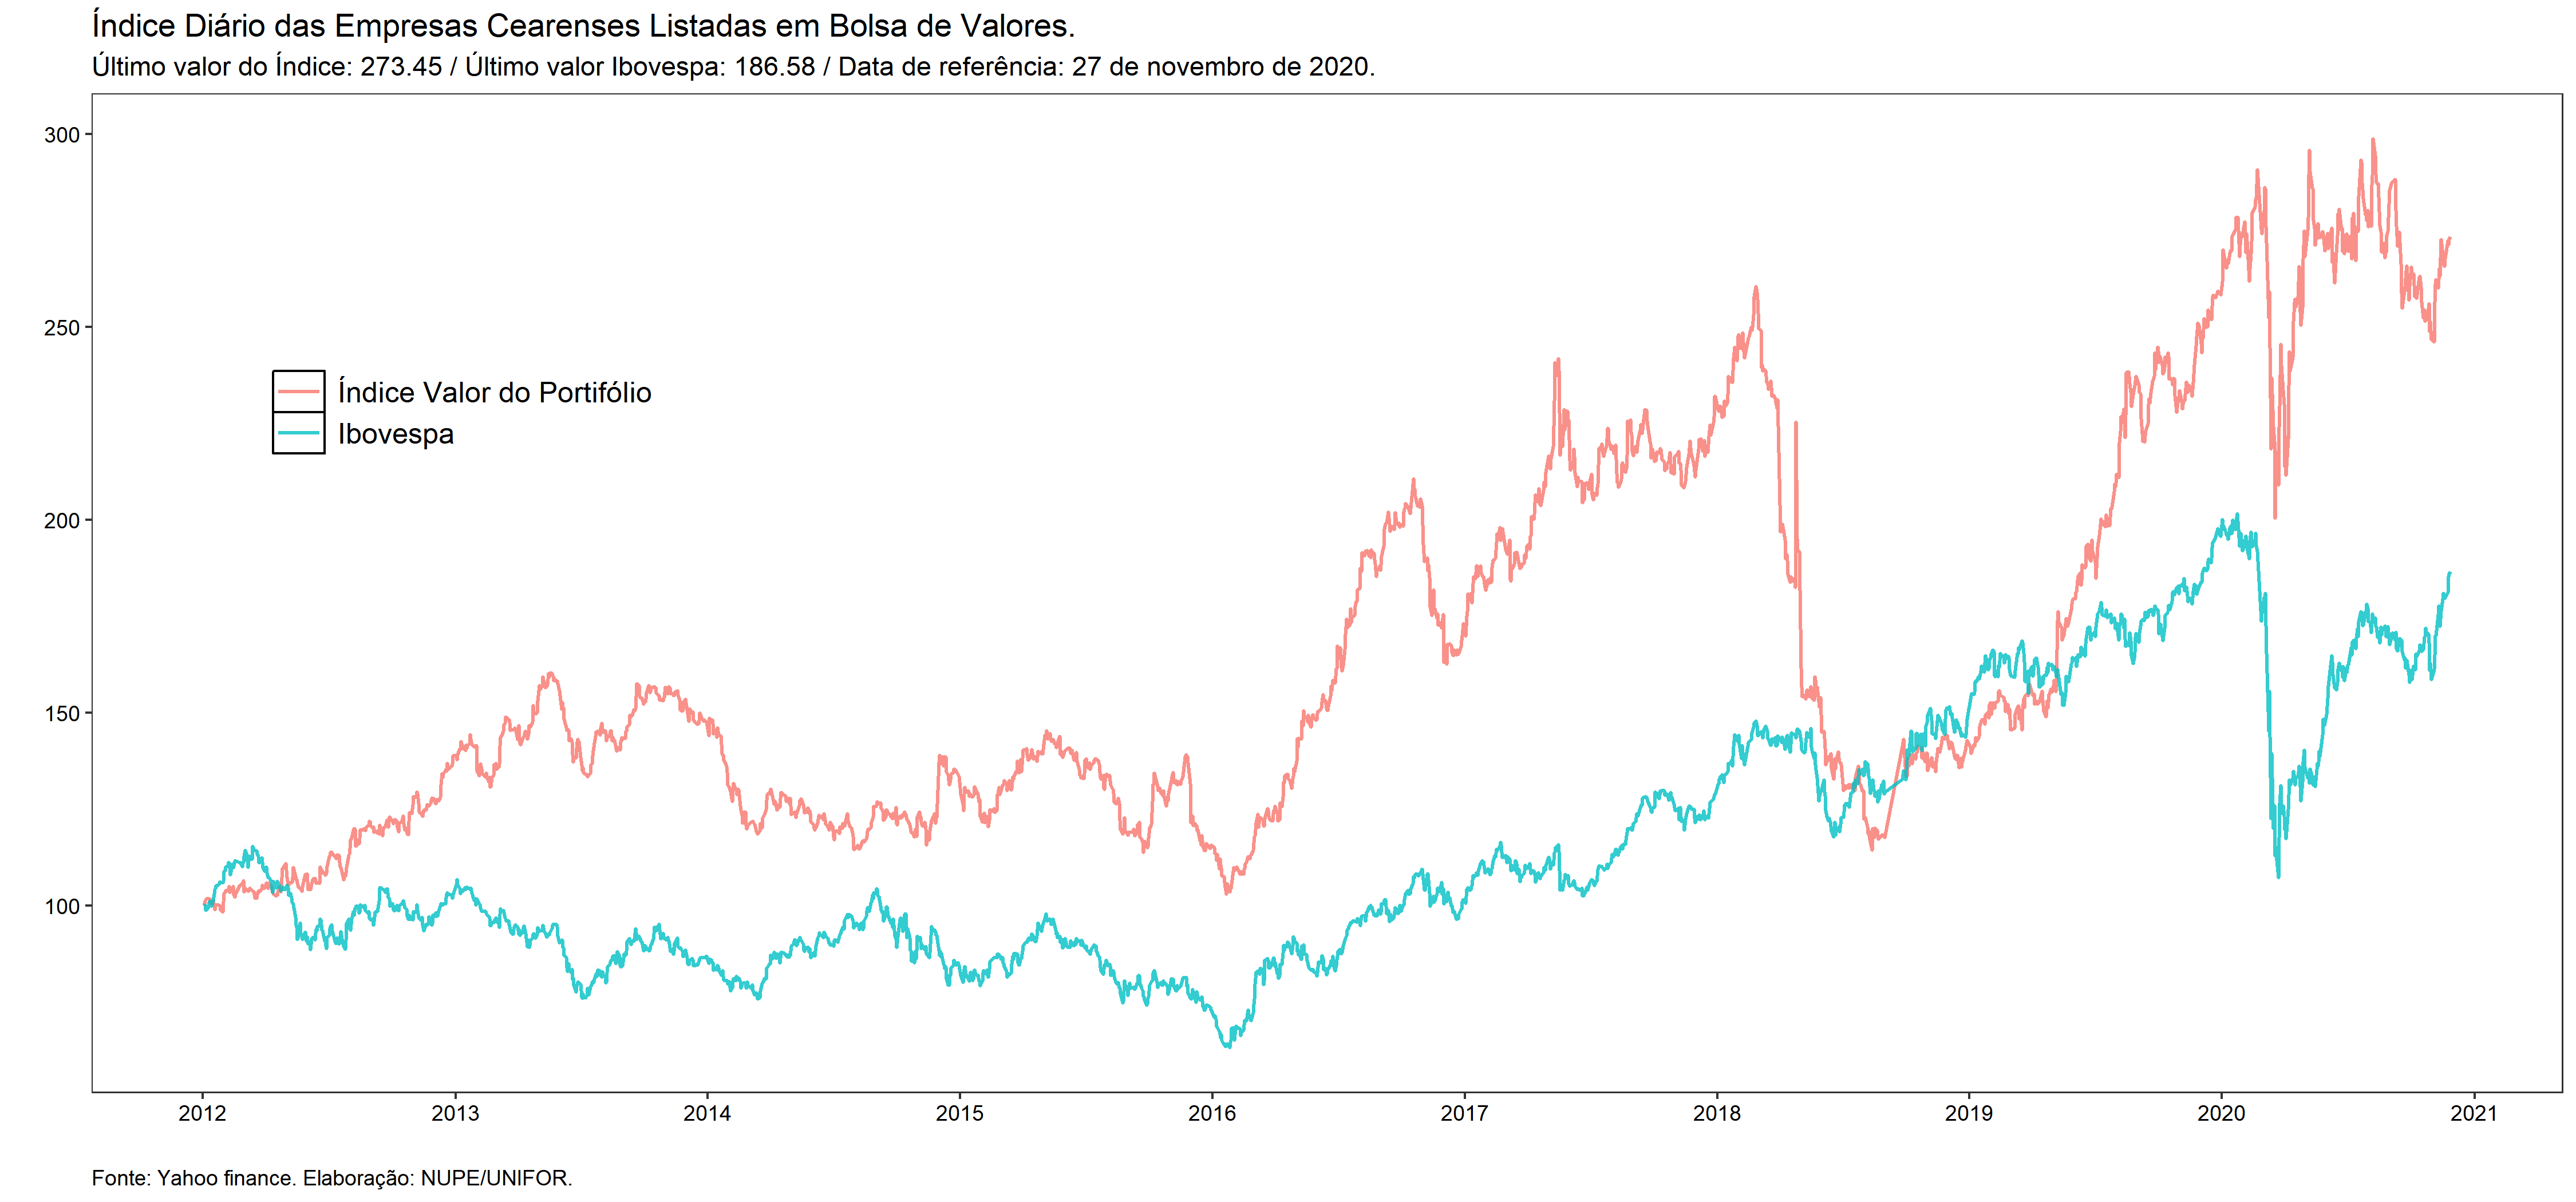 Índice Diário das Empresas Cearenses Listadas em Bolsa de Valores.
Último valor do Índice: 273.45 / Último valor Ibovespa: 186.58 / Data de referência: 27 de novembro de 2020.
300
250
200
150
100
Índice Valor do Portifólio
Ibovespa
2012 2013 2014 2015 2016 2017 2018 2019 2020 2021
Fonte: Yahoo finance. Elaboração: NUPE/UNIFOR.